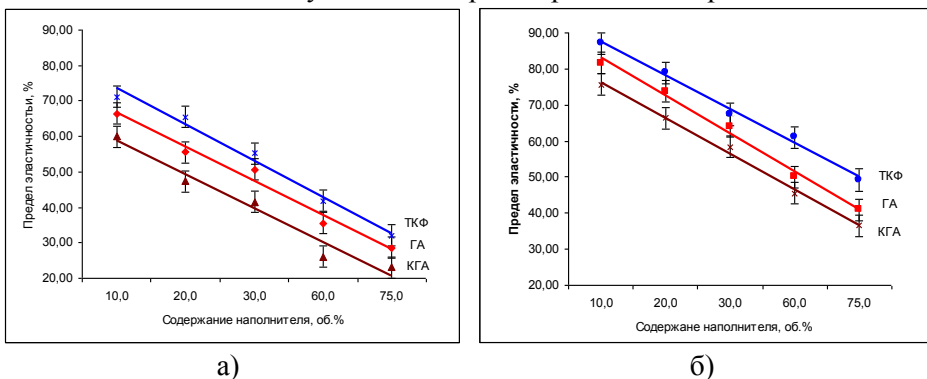 90,00
80,00
70,00
60,00
50,00
40,00
30,00
20,00
Предел эластичностьи, %
ТКФ
ГА
КГА
10,0 20,0 30,0 60,0 75,0
Содержание наполнителя, об.%
а)
90,00
80,00
70,00
60,00
50,00
40,00
30,00
20,00
Предел эластичности, %
ТКФ
ГА
КГА
10,0 20,0 30,0 60,0 75,0
Содержане наполнителя, об.%
б)